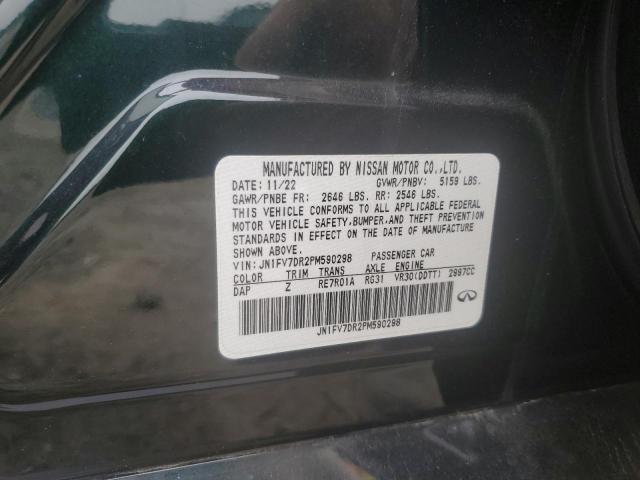 MANUFACTURED BY NISSAN MOTOR CO.,LTD.
DATE: 11/22 GVWR/PNBV: 5159 LBS.
GAWR/PNBE FR: 2646 LBS. RR: 2546 LBS.
THIS VEHICLE CONFORMS TO ALL APPLICABLE FEDERAL
MOTOR VEHICLE SAFETY,BUMPER,AND THEFT PREVENTION
STANDARDS IN EFFECT ON THE DATE OF MANUFACTURE
SHOWN ABOVE.
VIN: JN1FV7DR2PM590298 PASSENGER CAR
COLOR TRIM TRANS AXLE ENGINE
DAP Z RE7R01A RG31 VR30(DDTT) 2997CC
JN1FV7DR2PM590298
INFINITI